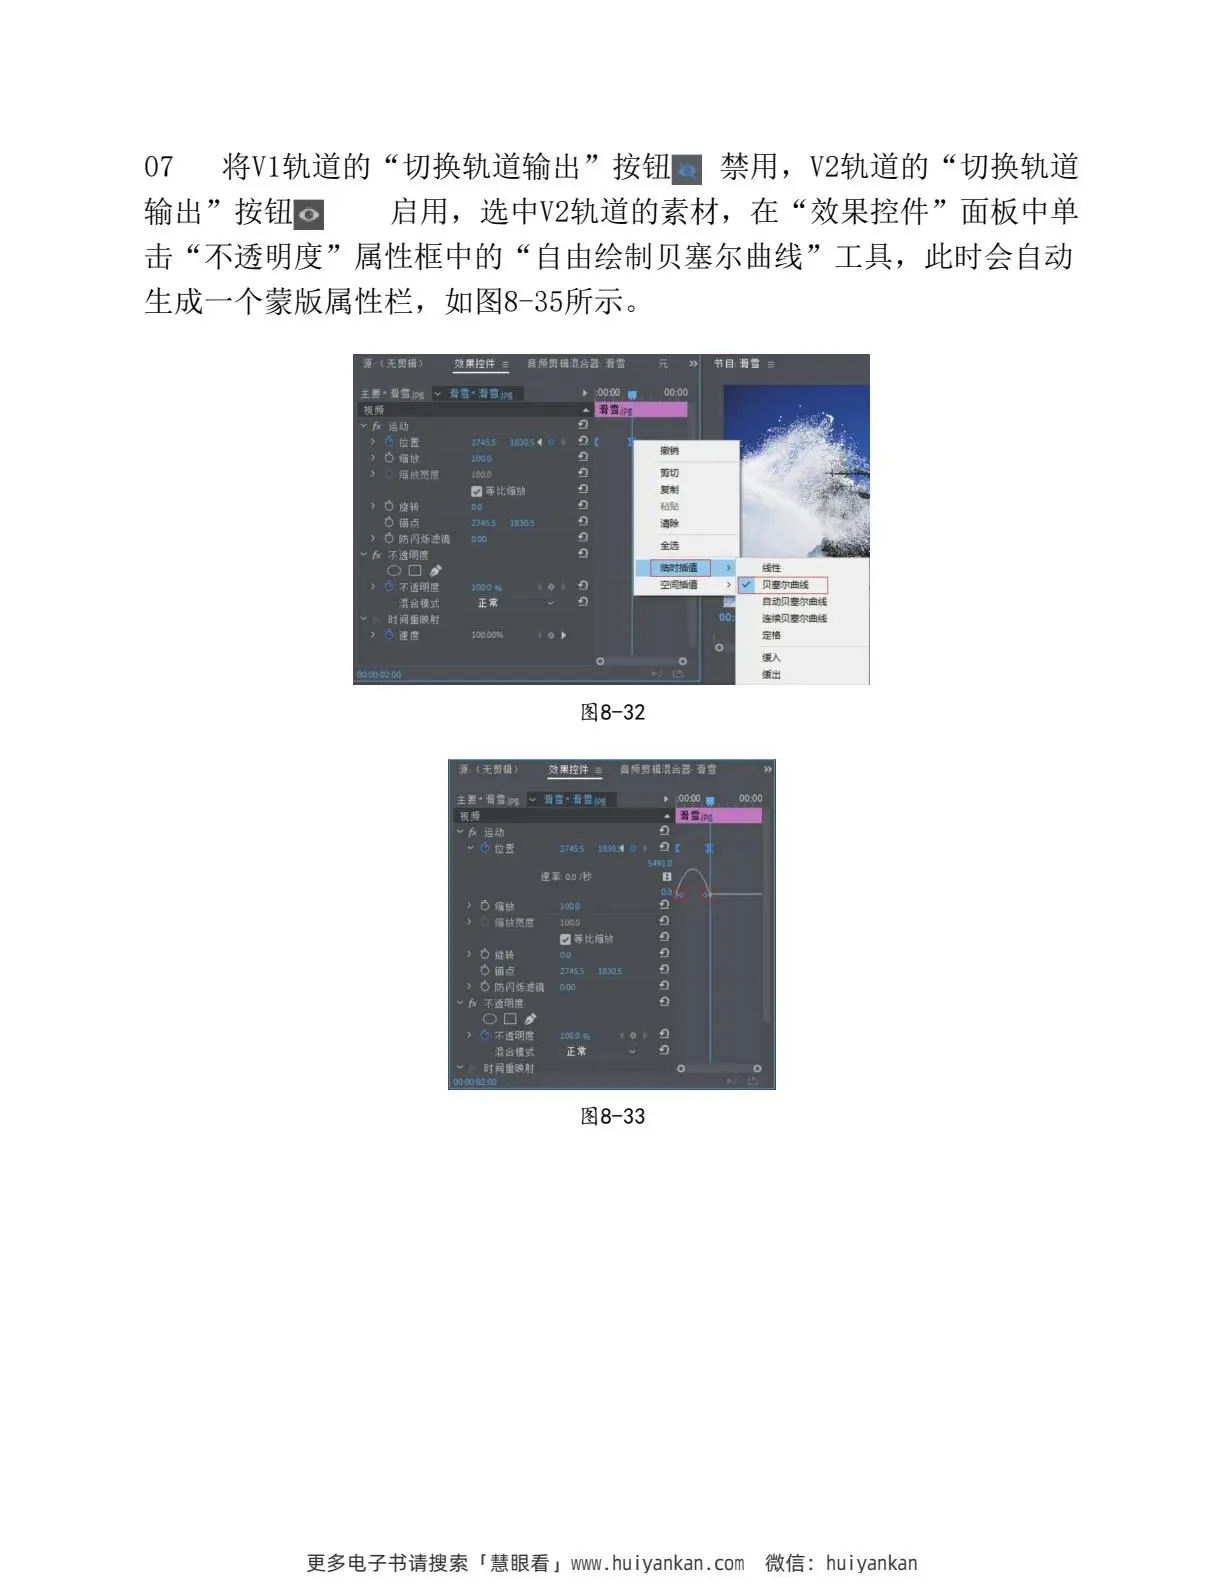 07 将V1轨道的“切换轨道输出”按钮 禁用，V2轨道的“切换轨道
输出”按钮 启用，选中V2轨道的素材，在“效果控件”面板中单
击“不透明度”属性框中的“自由绘制贝塞尔曲线”工具，此时会自动
生成一个蒙版属性栏，如图8-35所示。
源:（无剪辑） 效果控件 音频剪辑混合器: 滑雪 元 » 节目: 滑雪
主要 * 滑雪.jpg 滑雪 * 滑雪.jpg :00:00 00:00
视频 滑雪.jpg
fx 运动
位置 2745.5 1830.5
缩放 100.0
缩放宽度 100.0
等比缩放
旋转 0.0
锚点 2745.5 1830.5
防闪烁滤镜 0.00
fx 不透明度
不透明度 100.0 %
混合模式 正常
时间重映射
速度 100.00%
00:00:02:00
撤销
剪切
复制
粘贴
清除
全选
临时插值
空间插值
线性
贝塞尔曲线
自动贝塞尔曲线
连续贝塞尔曲线
定格
缓入
缓出
00:
图8-32
源:（无剪辑） 效果控件 音频剪辑混合器: 滑雪 »
主要 * 滑雪.jpg 滑雪 * 滑雪.jpg :00:00 00:00
视频 滑雪.jpg
fx 运动
位置 2745.5 1830.5
5491.0
速率: 0.0 /秒
0.0
缩放 100.0
缩放宽度 100.0
等比缩放
旋转 0.0
锚点 2745.5 1830.5
防闪烁滤镜 0.00
fx 不透明度
不透明度 100.0 %
混合模式 正常
时间重映射
00:00:02:00
图8-33
更多电子书请搜索「慧眼看」www.huiyankan.com 微信: huiyankan